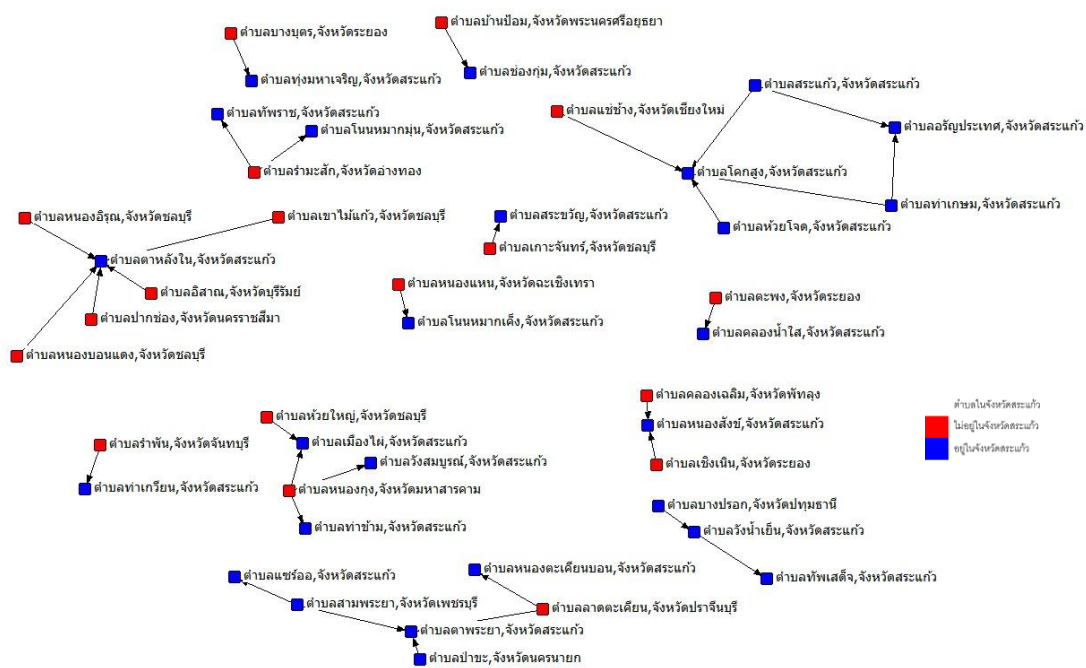 ตำบลบ้านป้อม,จังหวัดพระนครศรีอยุธยา
ตำบลบางบุตร,จังหวัดระยอง
ตำบลช่องกุ่ม,จังหวัดสระแก้ว
ตำบลทุ่งมหาเจริญ,จังหวัดสระแก้ว
ตำบลสระแก้ว,จังหวัดสระแก้ว
ตำบลทัพราช,จังหวัดสระแก้ว
ตำบลแช่ช้าง,จังหวัดเชียงใหม่
ตำบลโนนหมากมุ่น,จังหวัดสระแก้ว
ตำบลอรัญประเทศ,จังหวัดสระแก้ว
ตำบลรำมะสัก,จังหวัดอ่างทอง
ตำบลโคกสูง,จังหวัดสระแก้ว
ตำบลท่าเกษม,จังหวัดสระแก้ว
ตำบลหนองอิรุณ,จังหวัดชลบุรี
ตำบลเขาไม้แก้ว,จังหวัดชลบุรี
ตำบลสระขวัญ,จังหวัดสระแก้ว
ตำบลห้วยโจด,จังหวัดสระแก้ว
ตำบลเกาะจันทร์,จังหวัดชลบุรี
ตำบลตาหลังใน,จังหวัดสระแก้ว
ตำบลหนองแหน,จังหวัดฉะเชิงเทรา
ตำบลอิสาณ,จังหวัดบุรีรัมย์
ตำบลตะพง,จังหวัดระยอง
ตำบลปากช่อง,จังหวัดนครราชสีมา
ตำบลโนนหมากเค็ง,จังหวัดสระแก้ว
ตำบลคลองน้ำใส,จังหวัดสระแก้ว
ตำบลหนองบอนแดง,จังหวัดชลบุรี
ตำบลคลองเฉลิม,จังหวัดพัทลุง
ตำบลในจังหวัดสระแก้ว
ตำบลห้วยใหญ่,จังหวัดชลบุรี
ตำบลหนองสังข์,จังหวัดสระแก้ว
ไม่อยู่ในจังหวัดสระแก้ว
ตำบลรำพัน,จังหวัดจันทบุรี
ตำบลเมืองไผ่,จังหวัดสระแก้ว
อยู่ในจังหวัดสระแก้ว
ตำบลวังสมบูรณ์,จังหวัดสระแก้ว
ตำบลเชิงเนิน,จังหวัดระยอง
ตำบลท่าเกวียน,จังหวัดสระแก้ว
ตำบลหนองกุง,จังหวัดมหาสารคาม
ตำบลบางปรอก,จังหวัดปทุมธานี
ตำบลท่าข้าม,จังหวัดสระแก้ว
ตำบลวังน้ำเย็น,จังหวัดสระแก้ว
ตำบลหนองตะเคียนบอน,จังหวัดสระแก้ว
ตำบลแซร์ออ,จังหวัดสระแก้ว
ตำบลทัพเสด็จ,จังหวัดสระแก้ว
ตำบลสามพระยา,จังหวัดเพชรบุรี
ตำบลลาดตะเคียน,จังหวัดปราจีนบุรี
ตำบลตาพระยา,จังหวัดสระแก้ว
ตำบลป่าขะ,จังหวัดนครนายก